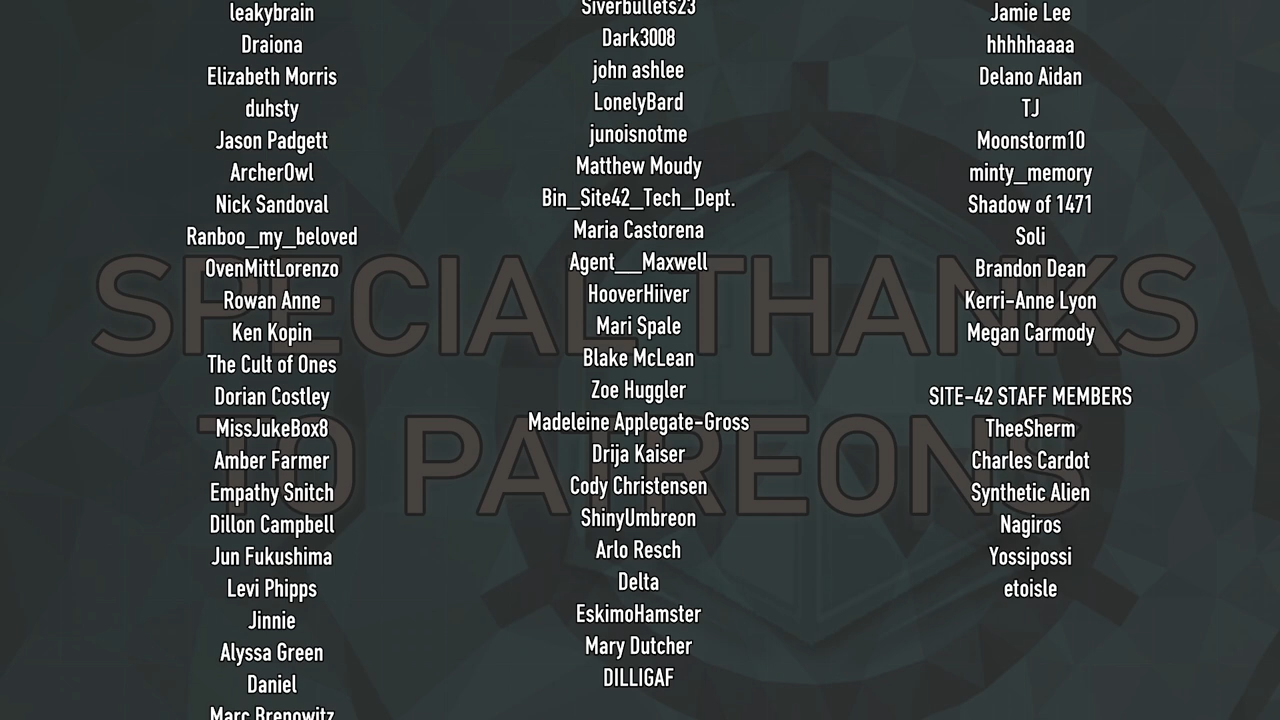 leakybrain
Draiona
Elizabeth Morris
duhsty
Jason Padgett
ArcherOwl
Nick Sandoval
Ranboo_my_beloved
OvenMittLorenzo
Rowan Anne
Ken Kopin
The Cult of Ones
Dorian Costley
MissJukeBox8
Amber Farmer
Empathy Snitch
Dillon Campbell
Jun Fukushima
Levi Phipps
Jinnie
Alyssa Green
Daniel
Marc Brenowitz
Siverbullets23
Dark3008
john ashlee
LonelyBard
junoisnotme
Matthew Moudy
Bin_Site42_Tech_Dept.
Maria Castorena
Agent__Maxwell
HooverHiiver
Mari Spale
Blake McLean
Zoe Huggler
Madeleine Applegate-Gross
Drija Kaiser
Cody Christensen
ShinyUmbreon
Arlo Resch
Delta
EskimoHamster
Mary Dutcher
DILLIGAF
Jamie Lee
hhhhhaaaa
Delano Aidan
TJ
Moonstorm10
minty_memory
Shadow of 1471
Soli
Brandon Dean
Kerri-Anne Lyon
Megan Carmody
SITE-42 STAFF MEMBERS
TheeSherm
Charles Cardot
Synthetic Alien
Nagiros
Yossipossi
etoisle
SPECIAL THANKS
TO PATREONS